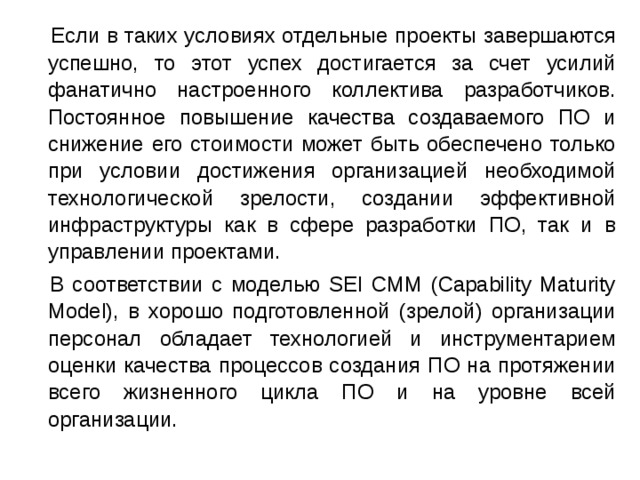 Если в таких условиях отдельные проекты завершаются
успешно, то этот успех достигается за счет усилий
фанатично настроенного коллектива разработчиков.
Постоянное повышение качества создаваемого ПО и
снижение его стоимости может быть обеспечено только
при условии достижения организацией необходимой
технологической зрелости, создании эффективной
инфраструктуры как в сфере разработки ПО, так и в
управлении проектами.
В соответствии с моделью SEI CMM (Capability Maturity
Model), в хорошо подготовленной (зрелой) организации
персонал обладает технологией и инструментарием
оценки качества процессов создания ПО на протяжении
всего жизненного цикла ПО и на уровне всей
организации.